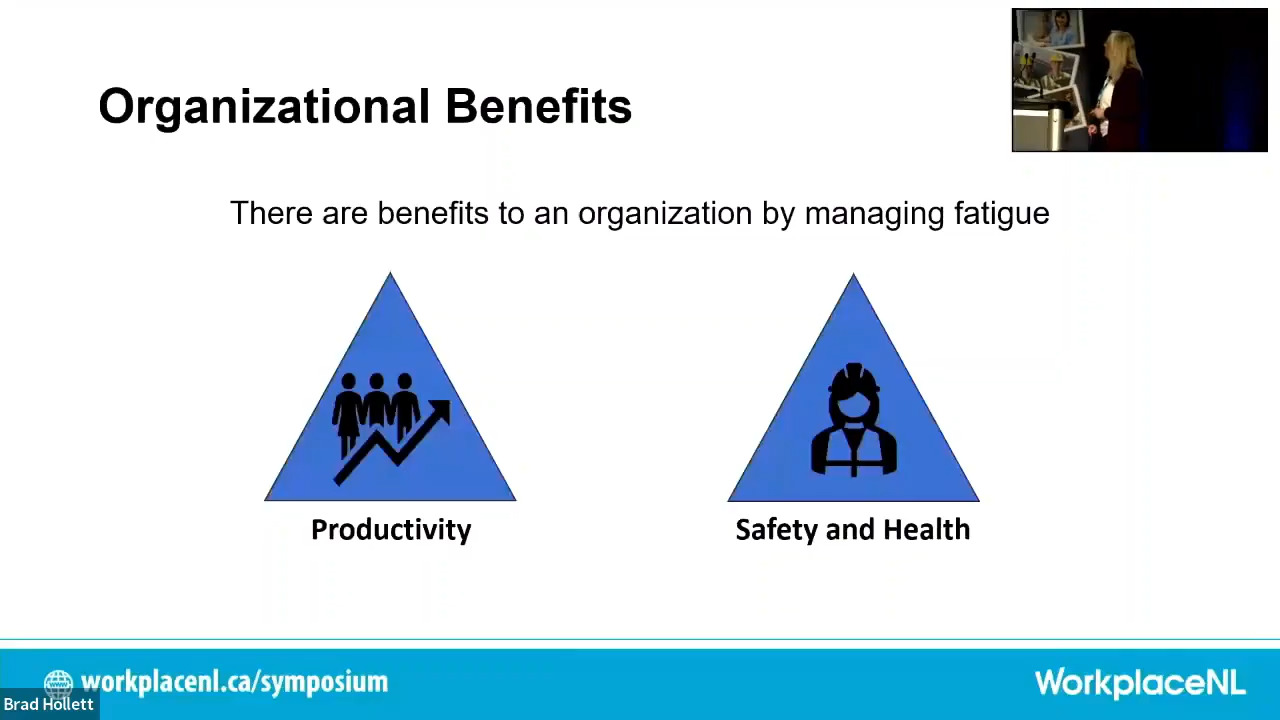 Organizational Benefits
There are benefits to an organization by managing fatigue
Productivity
Safety and Health
workplacenl.ca/symposium
WorkplaceNL
Brad Hollett